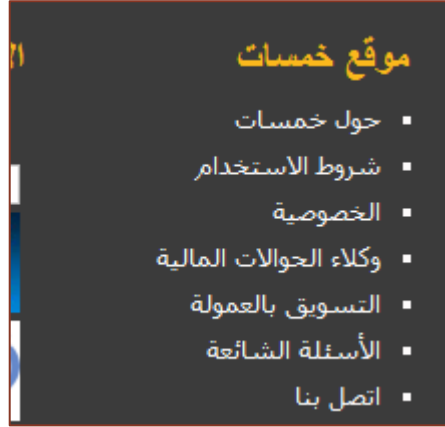 موقع خمسات
حول خمسات
شروط الاستخدام
الخصوصية
وكلاء الحوالات المالية
التسويق بالعمولة
الأسئلة الشائعة
اتصل بنا